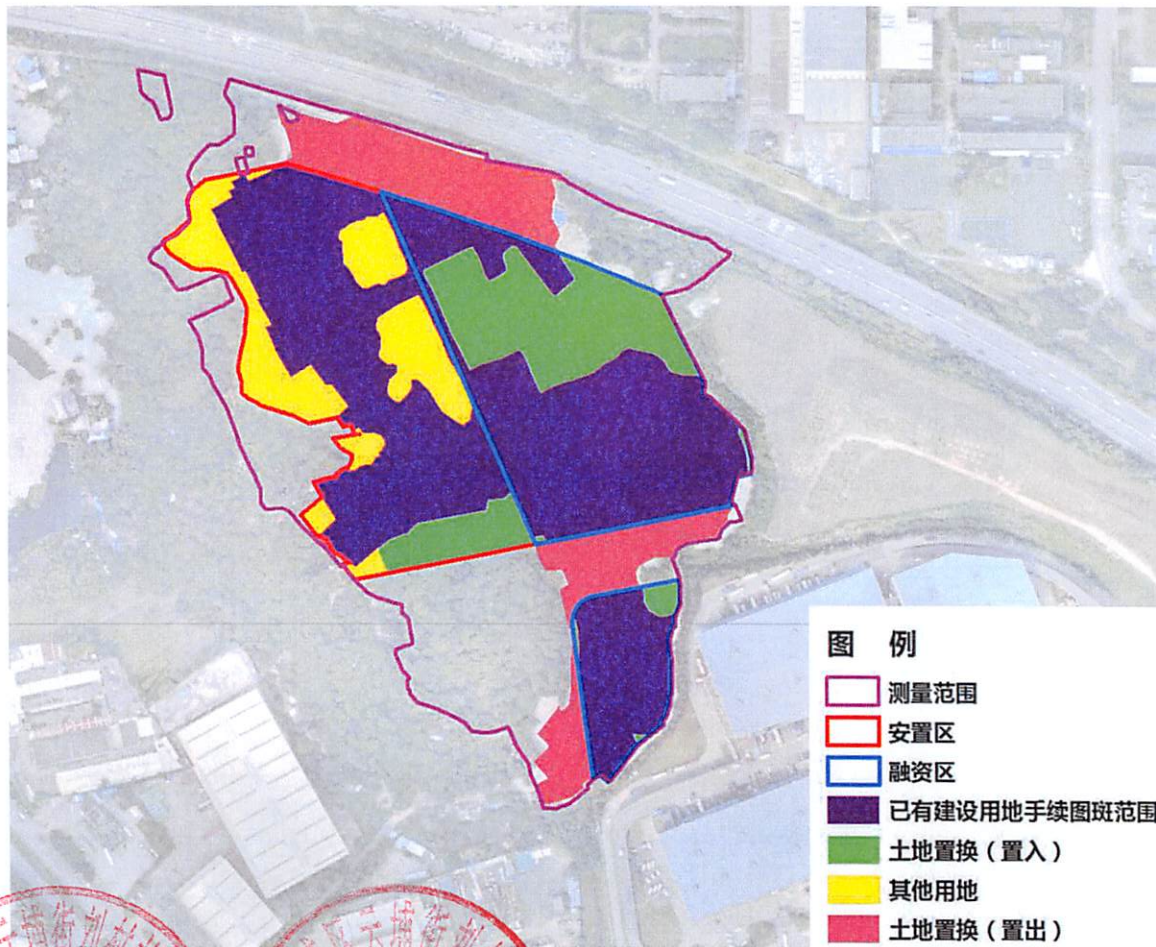 图 例
测量范围
安置区
融资区
已有建设用地手续图斑范围
土地置换（置入）
其他用地
土地置换（置出）